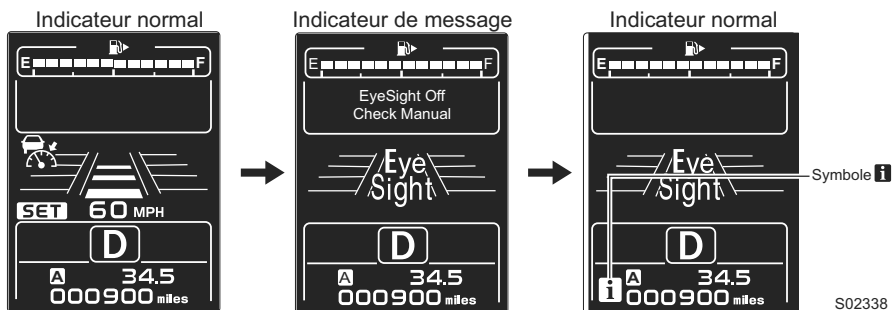 Indicateur normal
E F
SET 60 MPH
D
A 34.5
000900 miles
Indicateur de message
E F
EyeSight Off
Check Manual
Eye
Sight
D
A 34.5
000900 miles
Indicateur normal
E F
Eye
Sight
D
i A 34.5
000900 miles
Symbole i
S02338